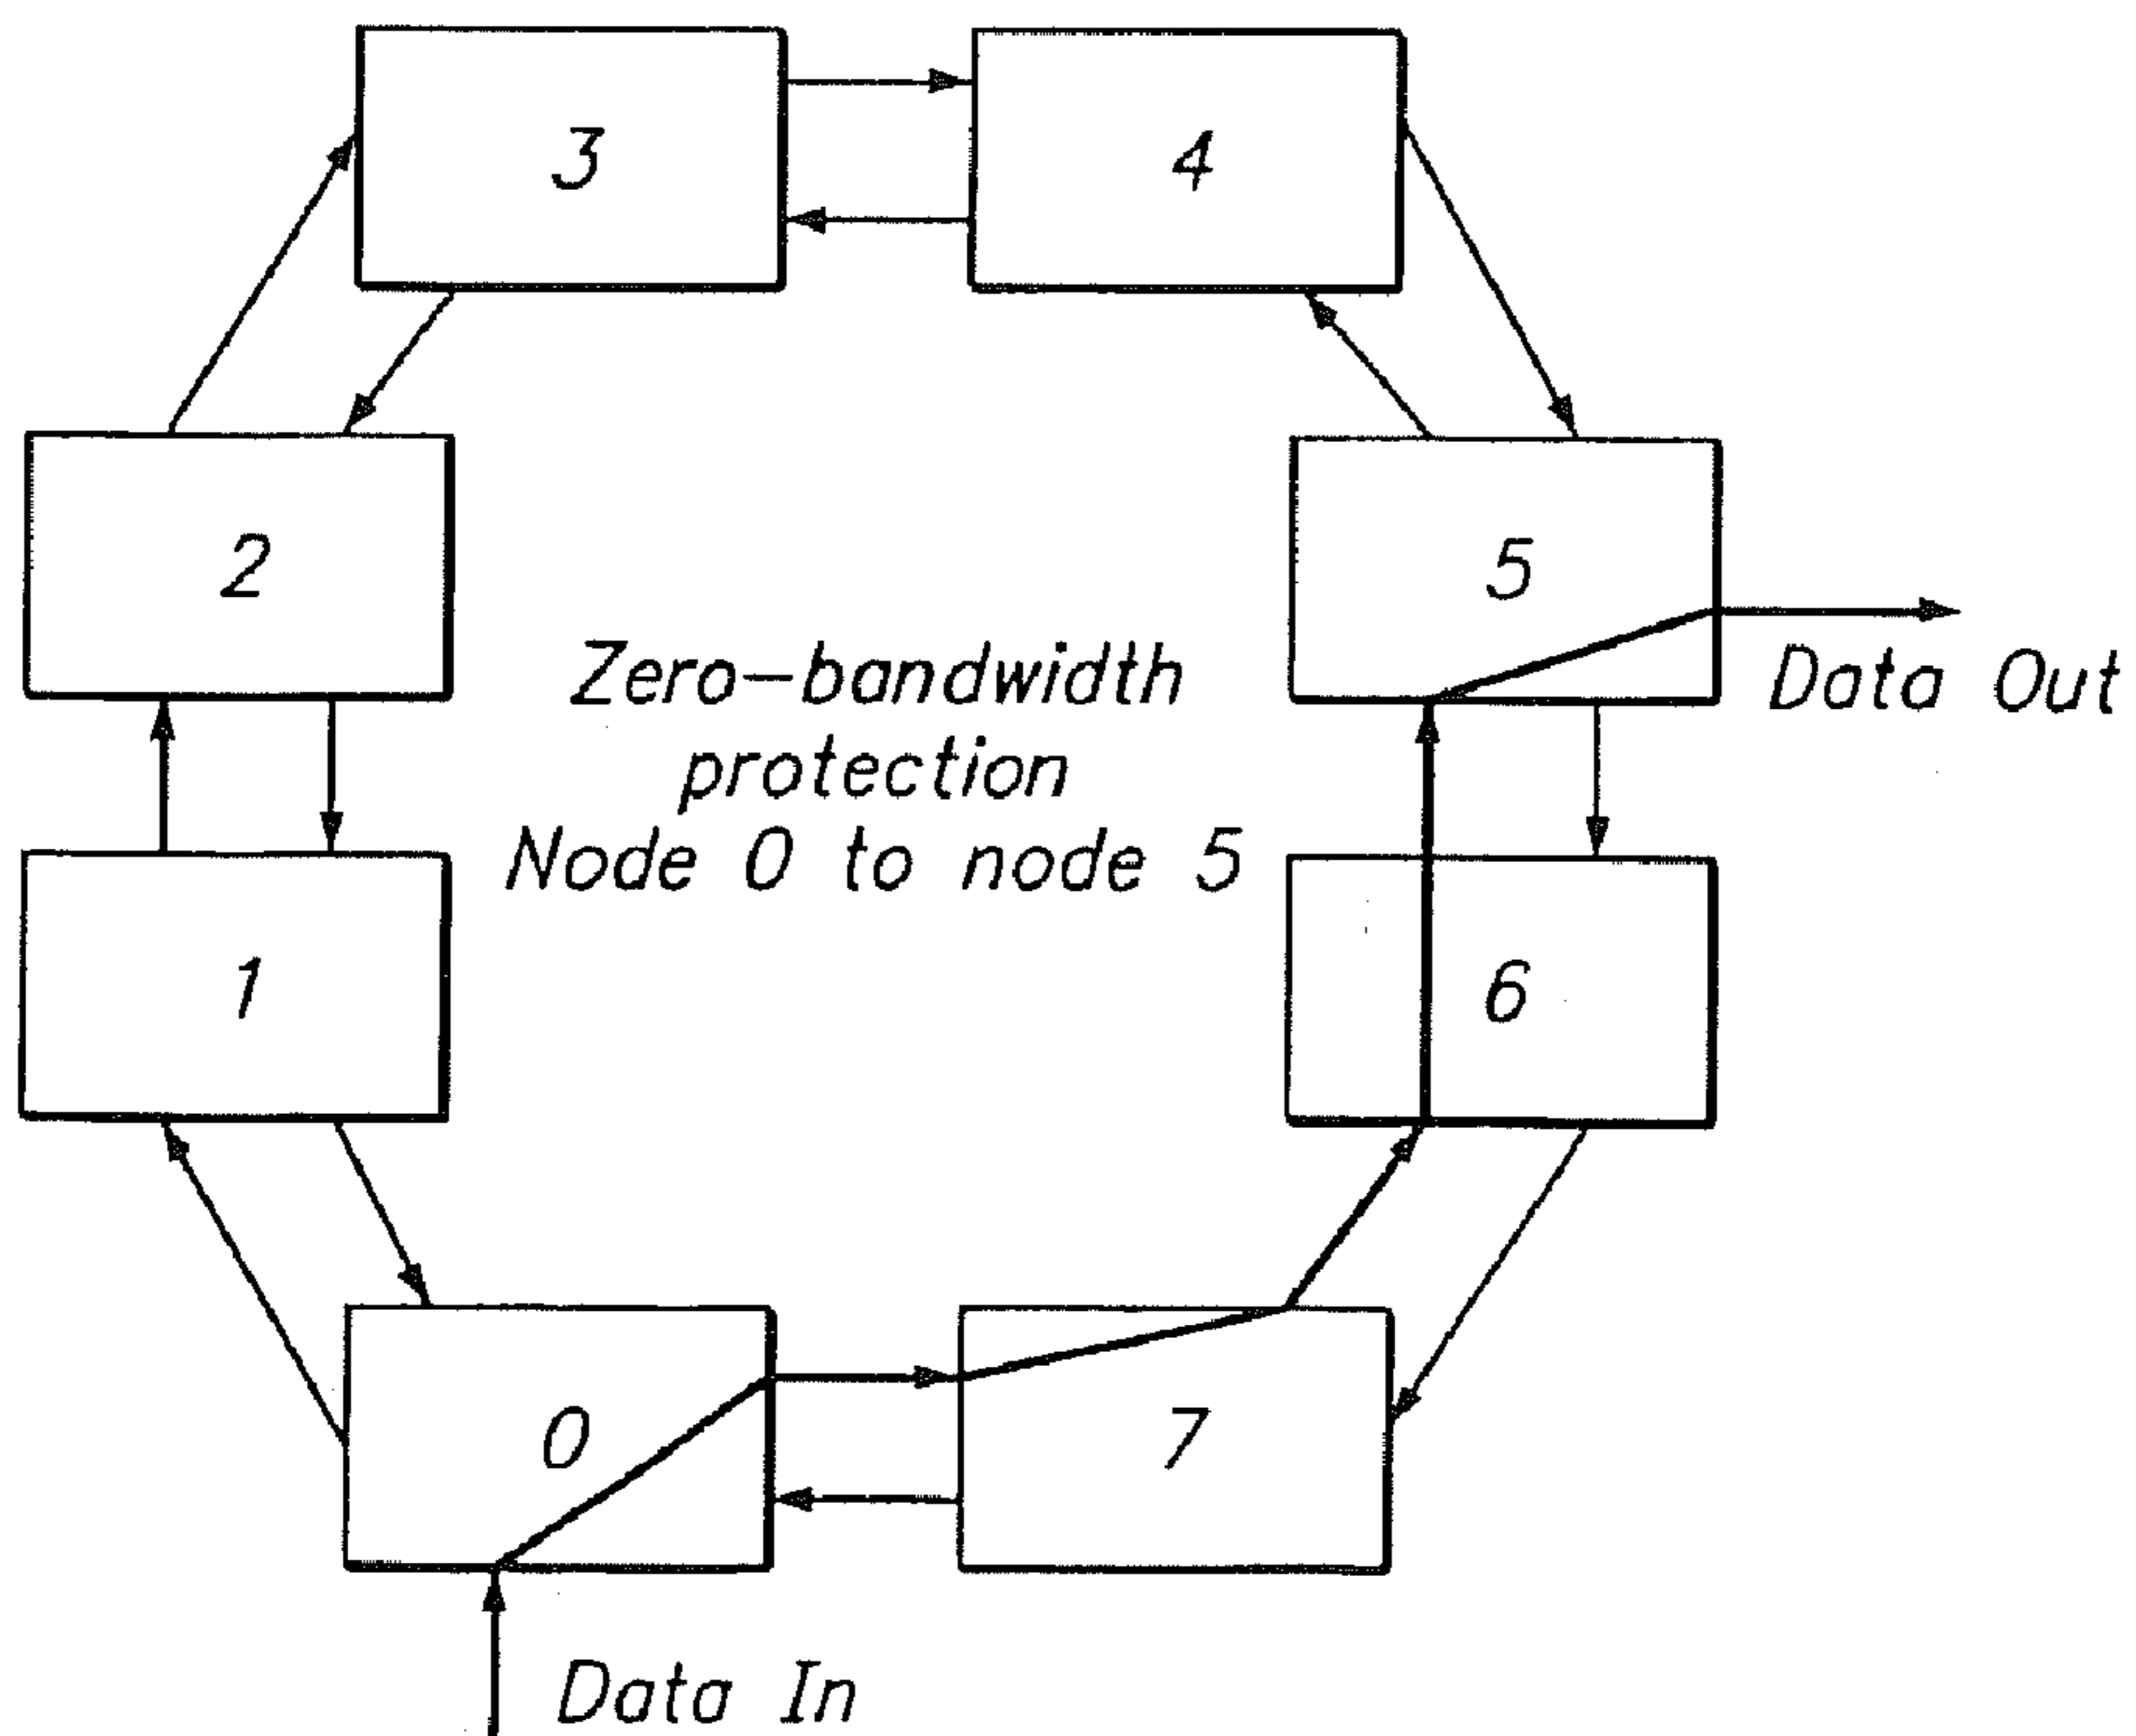 3
4
2
5
Zero-bandwidth
protection
Node 0 to node 5
Data Out
1
6
0
7
Data In